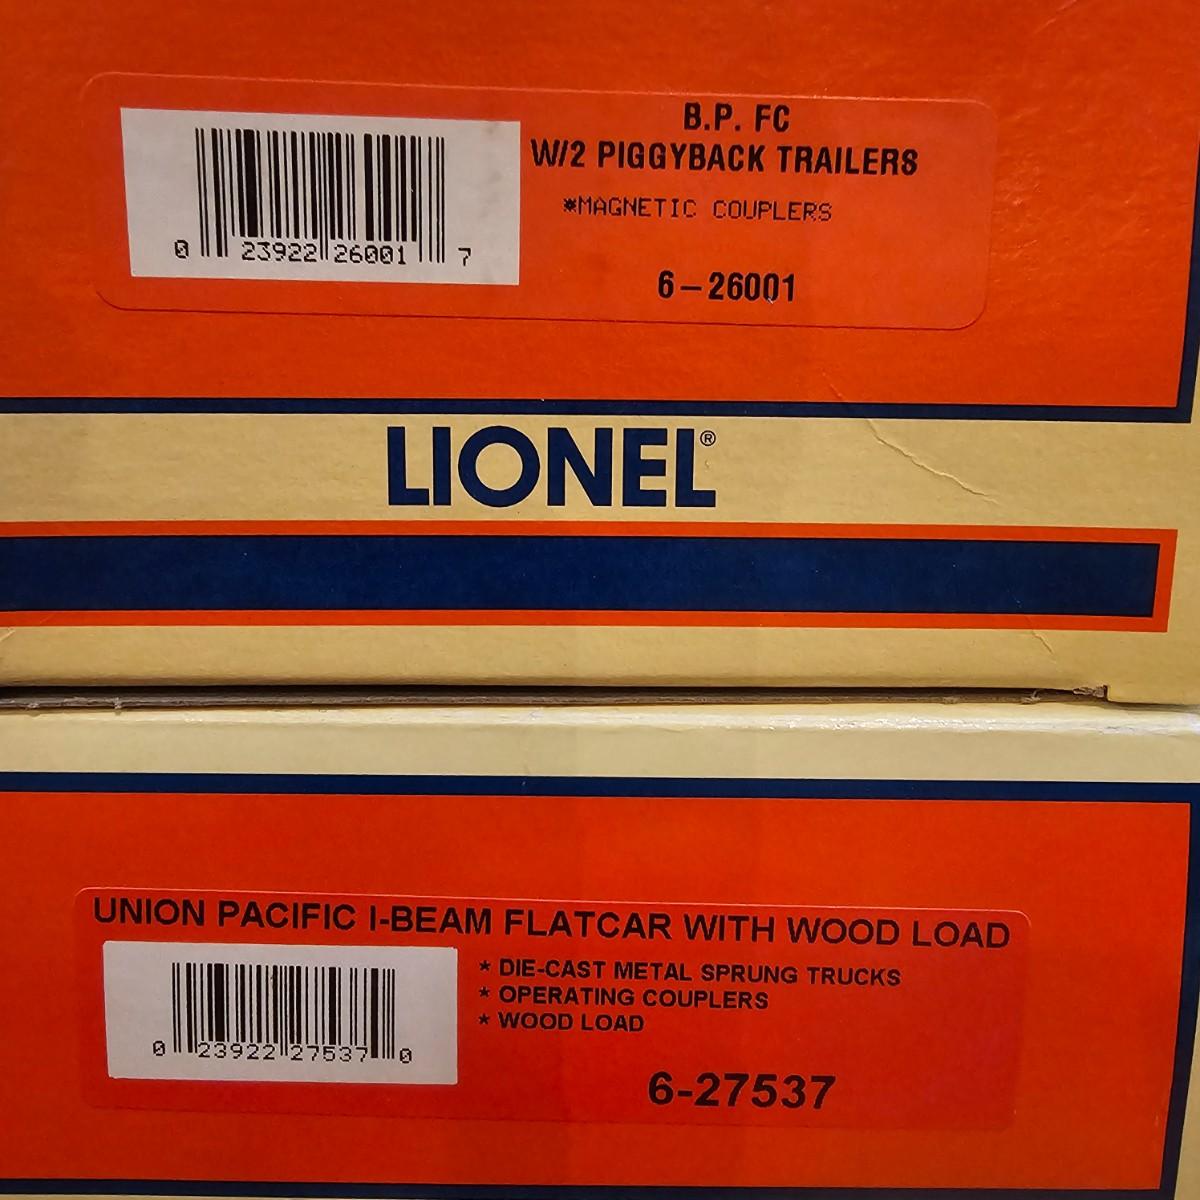 B.P. FC
W/2 PIGGYBACK TRAILERS
*MAGNETIC COUPLERS
0 23922 26001 7
6-26001
LIONEL®
UNION PACIFIC I-BEAM FLATCAR WITH WOOD LOAD
* DIE-CAST METAL SPRUNG TRUCKS
* OPERATING COUPLERS
* WOOD LOAD
0 23922 27537 0
6-27537